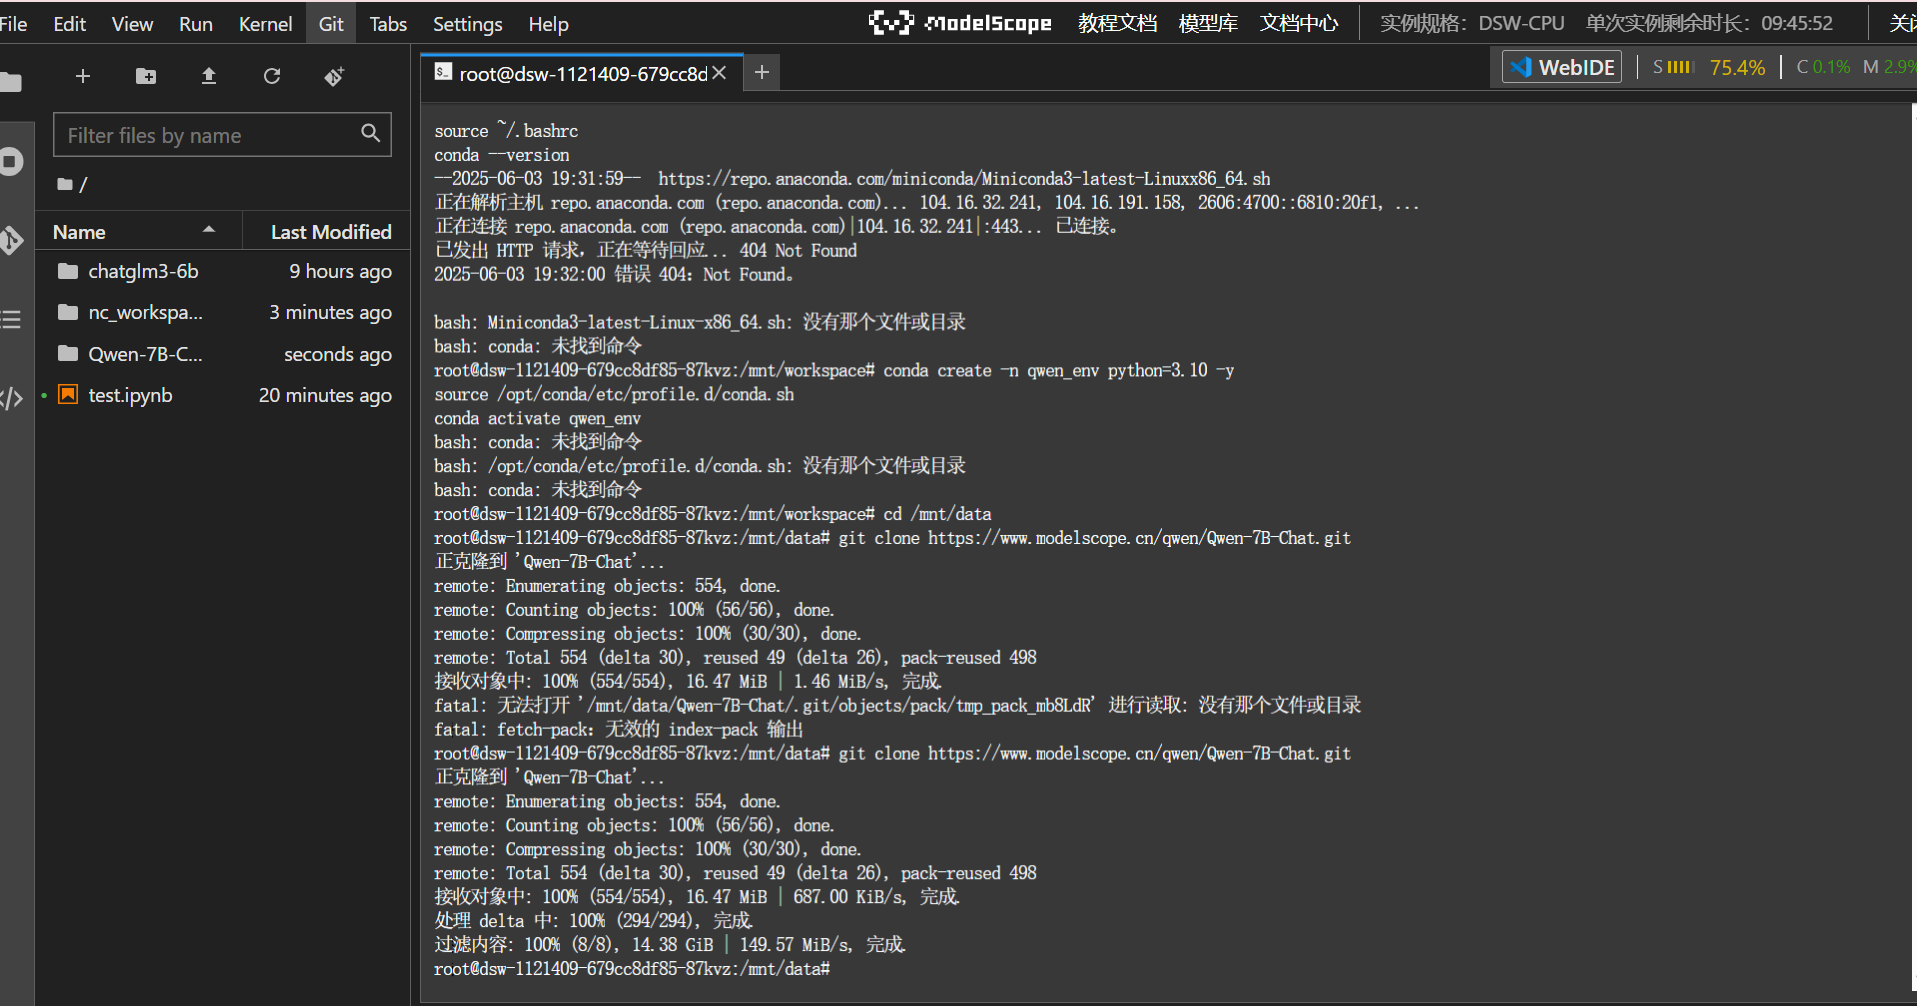 File Edit View Run Kernel Git Tabs Settings Help
ModelScope 教程文档 模型库 文档中心 实例规格：DSW-CPU 单次实例剩余时长：09:45:52
root@dsw-1121409-679cc8d
WebIDE S 75.4% C 0.1% M 2.9%
Filter files by name
/
Name Last Modified
chatglm3-6b 9 hours ago
nc_workspa... 3 minutes ago
Qwen-7B-C... seconds ago
test.ipynb 20 minutes ago
source ~/.bashrc
conda --version
--2025-06-03 19:31:59--  https://repo.anaconda.com/miniconda/Miniconda3-latest-Linuxx86_64.sh
正在解析主机 repo.anaconda.com (repo.anaconda.com)... 104.16.32.241, 104.16.191.158, 2606:4700::6810:20f1, ...
正在连接 repo.anaconda.com (repo.anaconda.com)|104.16.32.241|:443... 已连接。
已发出 HTTP 请求，正在等待回应... 404 Not Found
2025-06-03 19:32:00 错误 404：Not Found。
bash: Miniconda3-latest-Linux-x86_64.sh: 没有那个文件或目录
bash: conda: 未找到命令
root@dsw-1121409-679cc8df85-87kvz:/mnt/workspace# conda create -n qwen_env python=3.10 -y
source /opt/conda/etc/profile.d/conda.sh
conda activate qwen_env
bash: conda: 未找到命令
bash: /opt/conda/etc/profile.d/conda.sh: 没有那个文件或目录
bash: conda: 未找到命令
root@dsw-1121409-679cc8df85-87kvz:/mnt/workspace# cd /mnt/data
root@dsw-1121409-679cc8df85-87kvz:/mnt/data# git clone https://www.modelscope.cn/qwen/Qwen-7B-Chat.git
正克隆到 'Qwen-7B-Chat'...
remote: Enumerating objects: 554, done.
remote: Counting objects: 100% (56/56), done.
remote: Compressing objects: 100% (30/30), done.
remote: Total 554 (delta 30), reused 49 (delta 26), pack-reused 498
接收对象中: 100% (554/554), 16.47 MiB | 1.46 MiB/s, 完成.
fatal: 无法打开 '/mnt/data/Qwen-7B-Chat/.git/objects/pack/tmp_pack_mb8LdR' 进行读取: 没有那个文件或目录
fatal: fetch-pack：无效的 index-pack 输出
root@dsw-1121409-679cc8df85-87kvz:/mnt/data# git clone https://www.modelscope.cn/qwen/Qwen-7B-Chat.git
正克隆到 'Qwen-7B-Chat'...
remote: Enumerating objects: 554, done.
remote: Counting objects: 100% (56/56), done.
remote: Compressing objects: 100% (30/30), done.
remote: Total 554 (delta 30), reused 49 (delta 26), pack-reused 498
接收对象中: 100% (554/554), 16.47 MiB | 687.00 KiB/s, 完成.
处理 delta 中: 100% (294/294), 完成.
过滤内容: 100% (8/8), 14.38 GiB | 149.57 MiB/s, 完成.
root@dsw-1121409-679cc8df85-87kvz:/mnt/data#